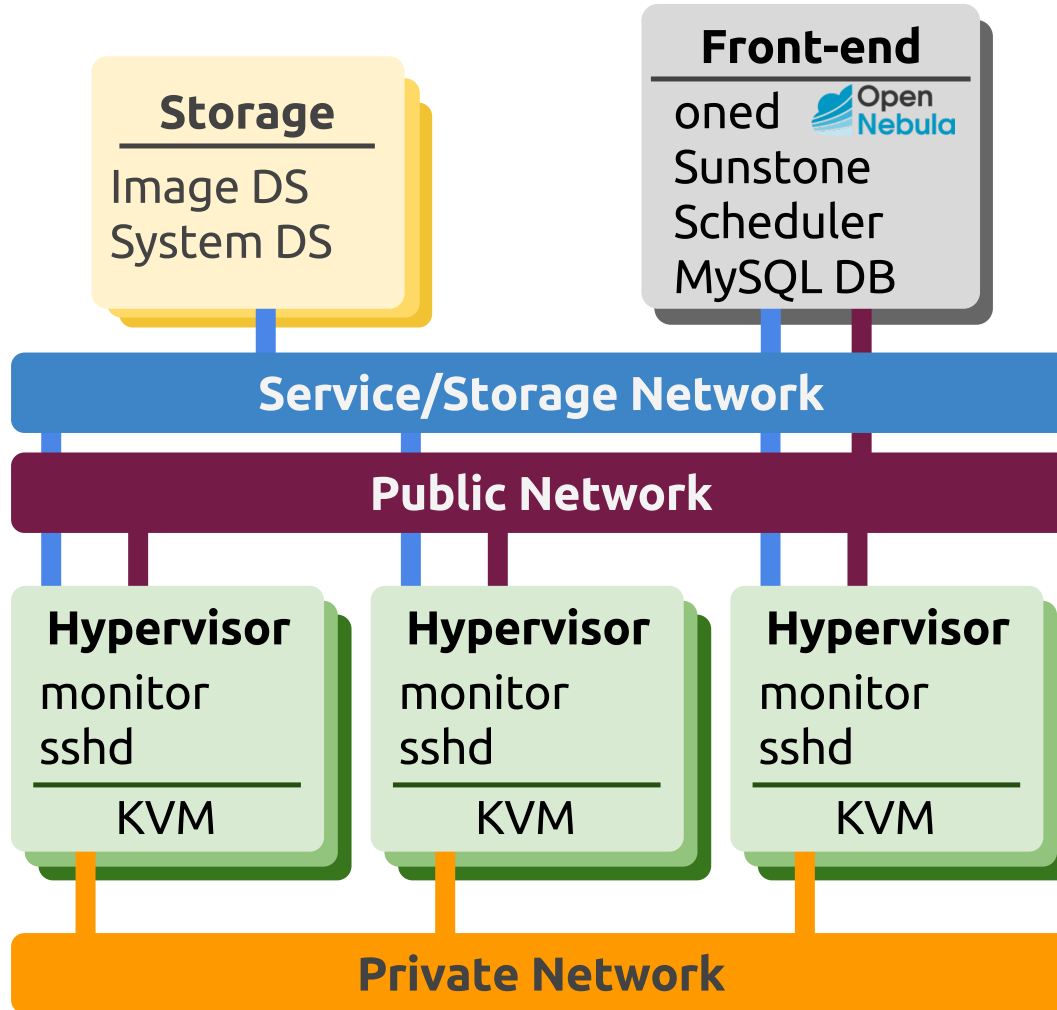 Storage
Image DS
System DS
Front-end
oned
Open
Nebula
Sunstone
Scheduler
MySQL DB
Service/Storage Network
Public Network
Hypervisor
monitor
sshd
KVM
Hypervisor
monitor
sshd
KVM
Hypervisor
monitor
sshd
KVM
Private Network